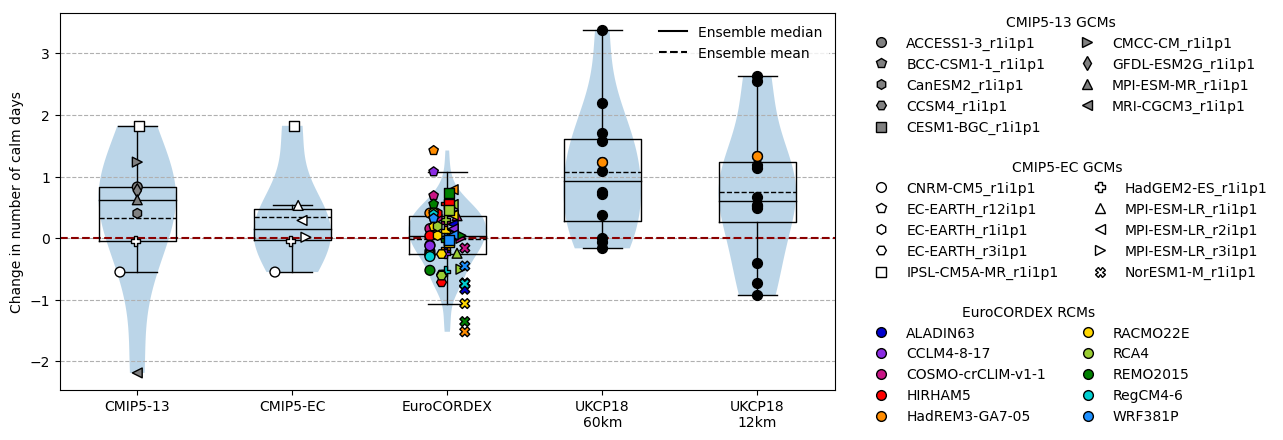 Change in number of calm days
3
2
1
0
−1
−2
Ensemble median
Ensemble mean
CMIP5-13
CMIP5-EC
EuroCORDEX
UKCP18
60km
UKCP18
12km
CMIP5-13 GCMs
ACCESS1-3_r1i1p1
BCC-CSM1-1_r1i1p1
CanESM2_r1i1p1
CCSM4_r1i1p1
CESM1-BGC_r1i1p1
CMCC-CM_r1i1p1
GFDL-ESM2G_r1i1p1
MPI-ESM-MR_r1i1p1
MRI-CGCM3_r1i1p1
CMIP5-EC GCMs
CNRM-CM5_r1i1p1
EC-EARTH_r12i1p1
EC-EARTH_r1i1p1
EC-EARTH_r3i1p1
IPSL-CM5A-MR_r1i1p1
HadGEM2-ES_r1i1p1
MPI-ESM-LR_r1i1p1
MPI-ESM-LR_r2i1p1
MPI-ESM-LR_r3i1p1
NorESM1-M_r1i1p1
EuroCORDEX RCMs
ALADIN63
CCLM4-8-17
COSMO-crCLIM-v1-1
HIRHAM5
HadREM3-GA7-05
RACMO22E
RCA4
REMO2015
RegCM4-6
WRF381P